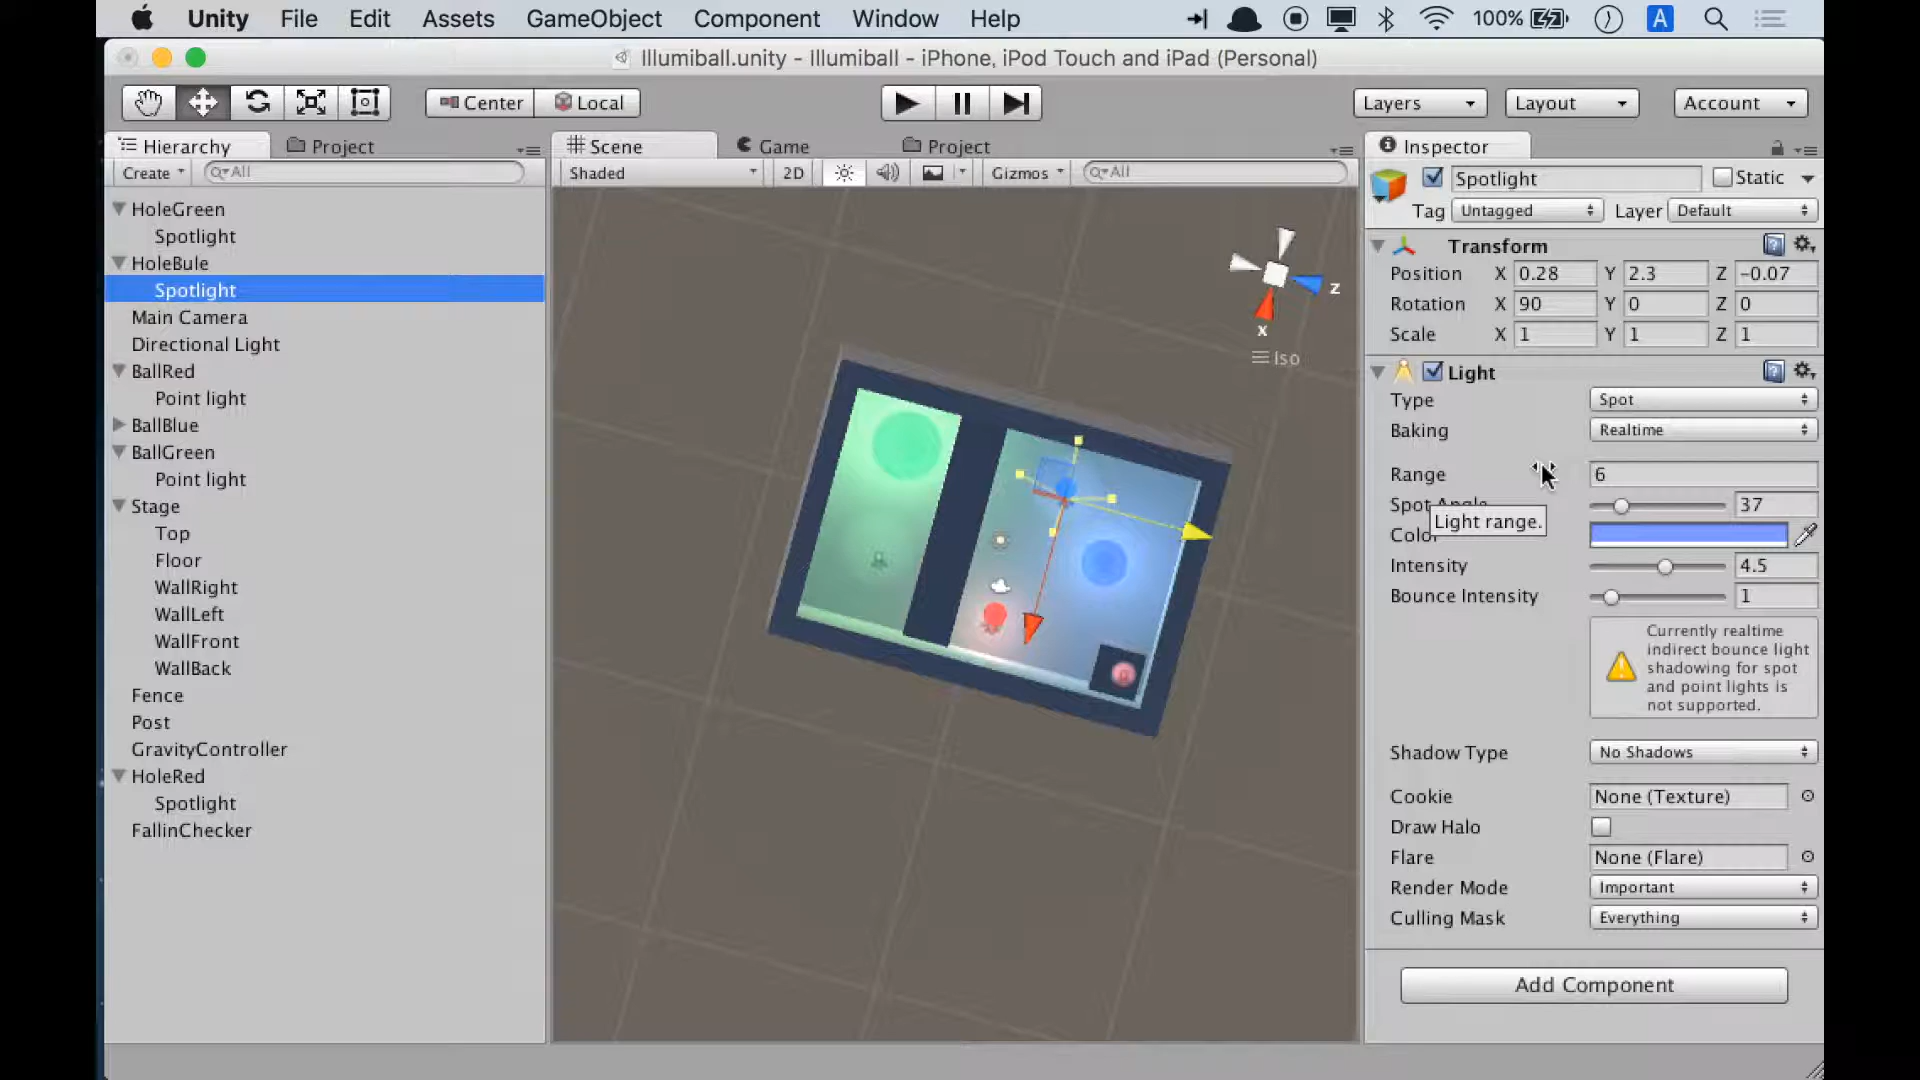 Unity File Edit Assets GameObject Component Window Help 100% A
Illumiball.unity - Illumiball - iPhone, iPod Touch and iPad (Personal)
Center Local Layers Layout Account
Hierarchy Project
Create All
HoleGreen
Spotlight
HoleBule
Spotlight
Main Camera
Directional Light
BallRed
Point light
BallBlue
BallGreen
Point light
Stage
Top
Floor
WallRight
WallLeft
WallFront
WallBack
Fence
Post
GravityController
HoleRed
Spotlight
FallinChecker
Scene Game Project
Shaded 2D Gizmos All
z
x
Iso
Inspector
Spotlight Static
Tag Untagged Layer Default
Transform
Position X 0.28 Y 2.3 Z -0.07
Rotation X 90 Y 0 Z 0
Scale X 1 Y 1 Z 1
Light
Type Spot
Baking Realtime
Range 6
Spot Angle 37
Light range.
Color
Intensity 4.5
Bounce Intensity 1
Currently realtime
indirect bounce light
shadowing for spot
and point lights is
not supported.
Shadow Type No Shadows
Cookie None (Texture)
Draw Halo
Flare None (Flare)
Render Mode Important
Culling Mask Everything
Add Component